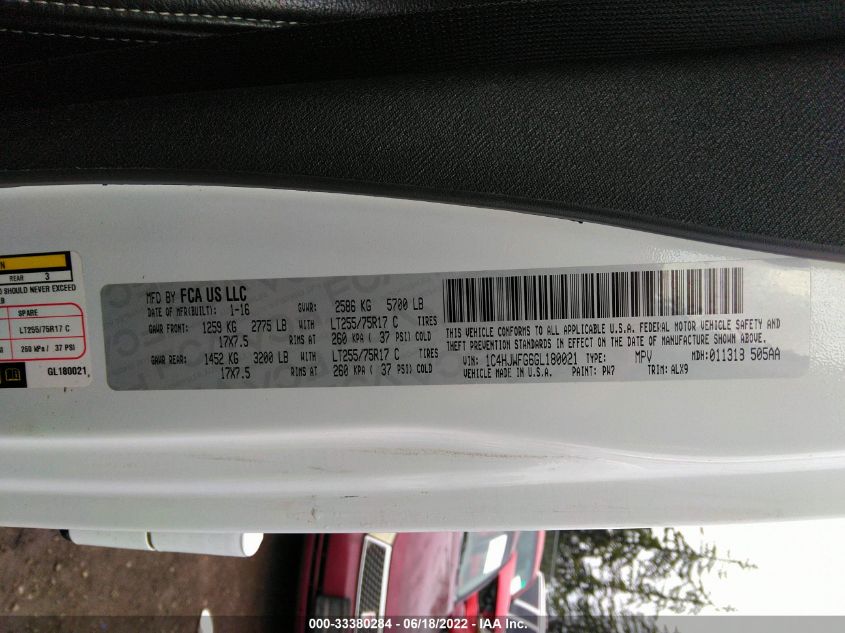 N
REAR 3
D SHOULD NEVER EXCEED
LB
SPARE
LT255/75R17 C
260 KPA / 37 PSI
GL180021
MFD BY FCA US LLC
DATE OF MFR(BUILT): 1-16 GVWR: 2586 KG 5700 LB
GAWR FRONT: 1259 KG 2775 LB WITH LT255/75R17 C TIRES
17X7.5 RIMS AT 260 KPA ( 37 PSI) COLD
GAWR REAR: 1452 KG 3200 LB WITH LT255/75R17 C TIRES
17X7.5 RIMS AT 260 KPA ( 37 PSI) COLD
THIS VEHICLE CONFORMS TO ALL APPLICABLE U.S.A. FEDERAL MOTOR VEHICLE SAFETY AND
THEFT PREVENTION STANDARDS IN EFFECT ON THE DATE OF MANUFACTURE SHOWN ABOVE.
VIN: 1C4HJWFGGGL180021 TYPE: MPV MDH:011313 505AA
VEHICLE MADE IN U.S.A. PAINT: PW7 TRIM: ALX9
000-33380284 - 06/18/2022 - IAA Inc.